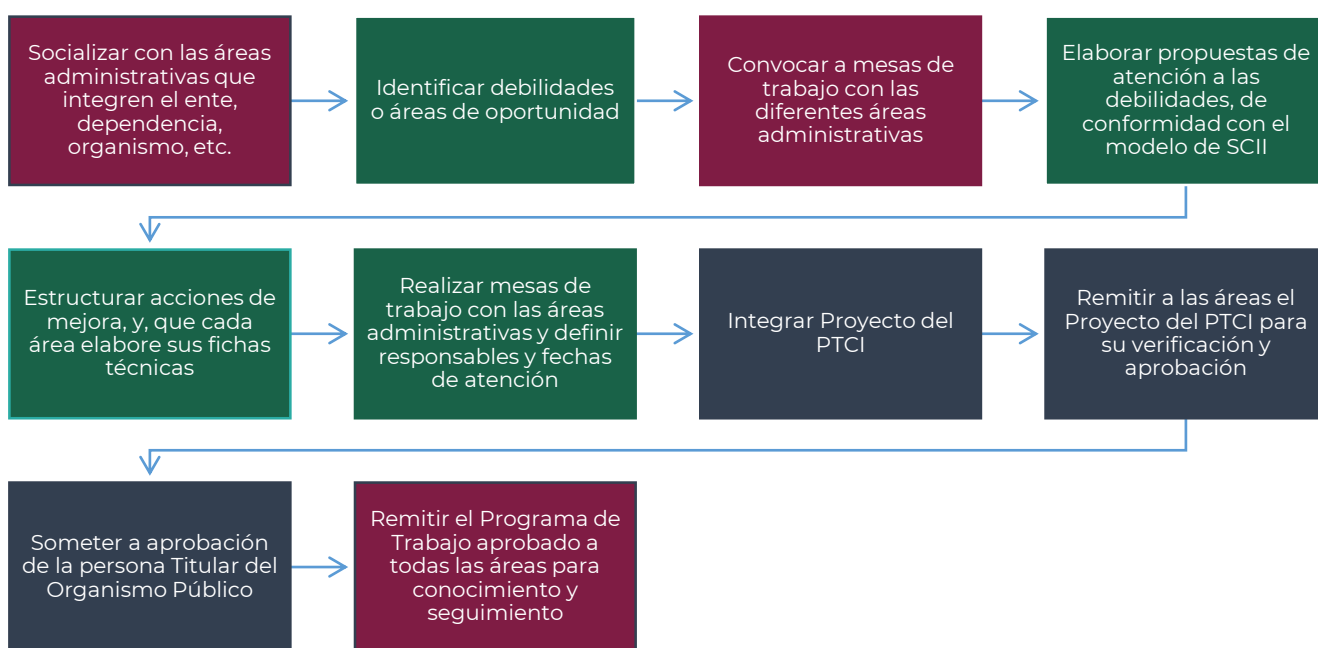 Socializar con las áreas
administrativas que
integren el ente,
dependencia,
organismo, etc.
Identificar debilidades
o áreas de oportunidad
Convocar a mesas de
trabajo con las
diferentes áreas
administrativas
Elaborar propuestas de
atención a las
debilidades, de
conformidad con el
modelo de SCII
Estructurar acciones de
mejora, y, que cada
área elabore sus fichas
técnicas
Realizar mesas de
trabajo con las áreas
administrativas y definir
responsables y fechas
de atención
Integrar Proyecto del
PTCI
Remitir a las áreas el
Proyecto del PTCI para
su verificación y
aprobación
Someter a aprobación
de la persona Titular del
Organismo Público
Remitir el Programa de
Trabajo aprobado a
todas las áreas para
conocimiento y
seguimiento